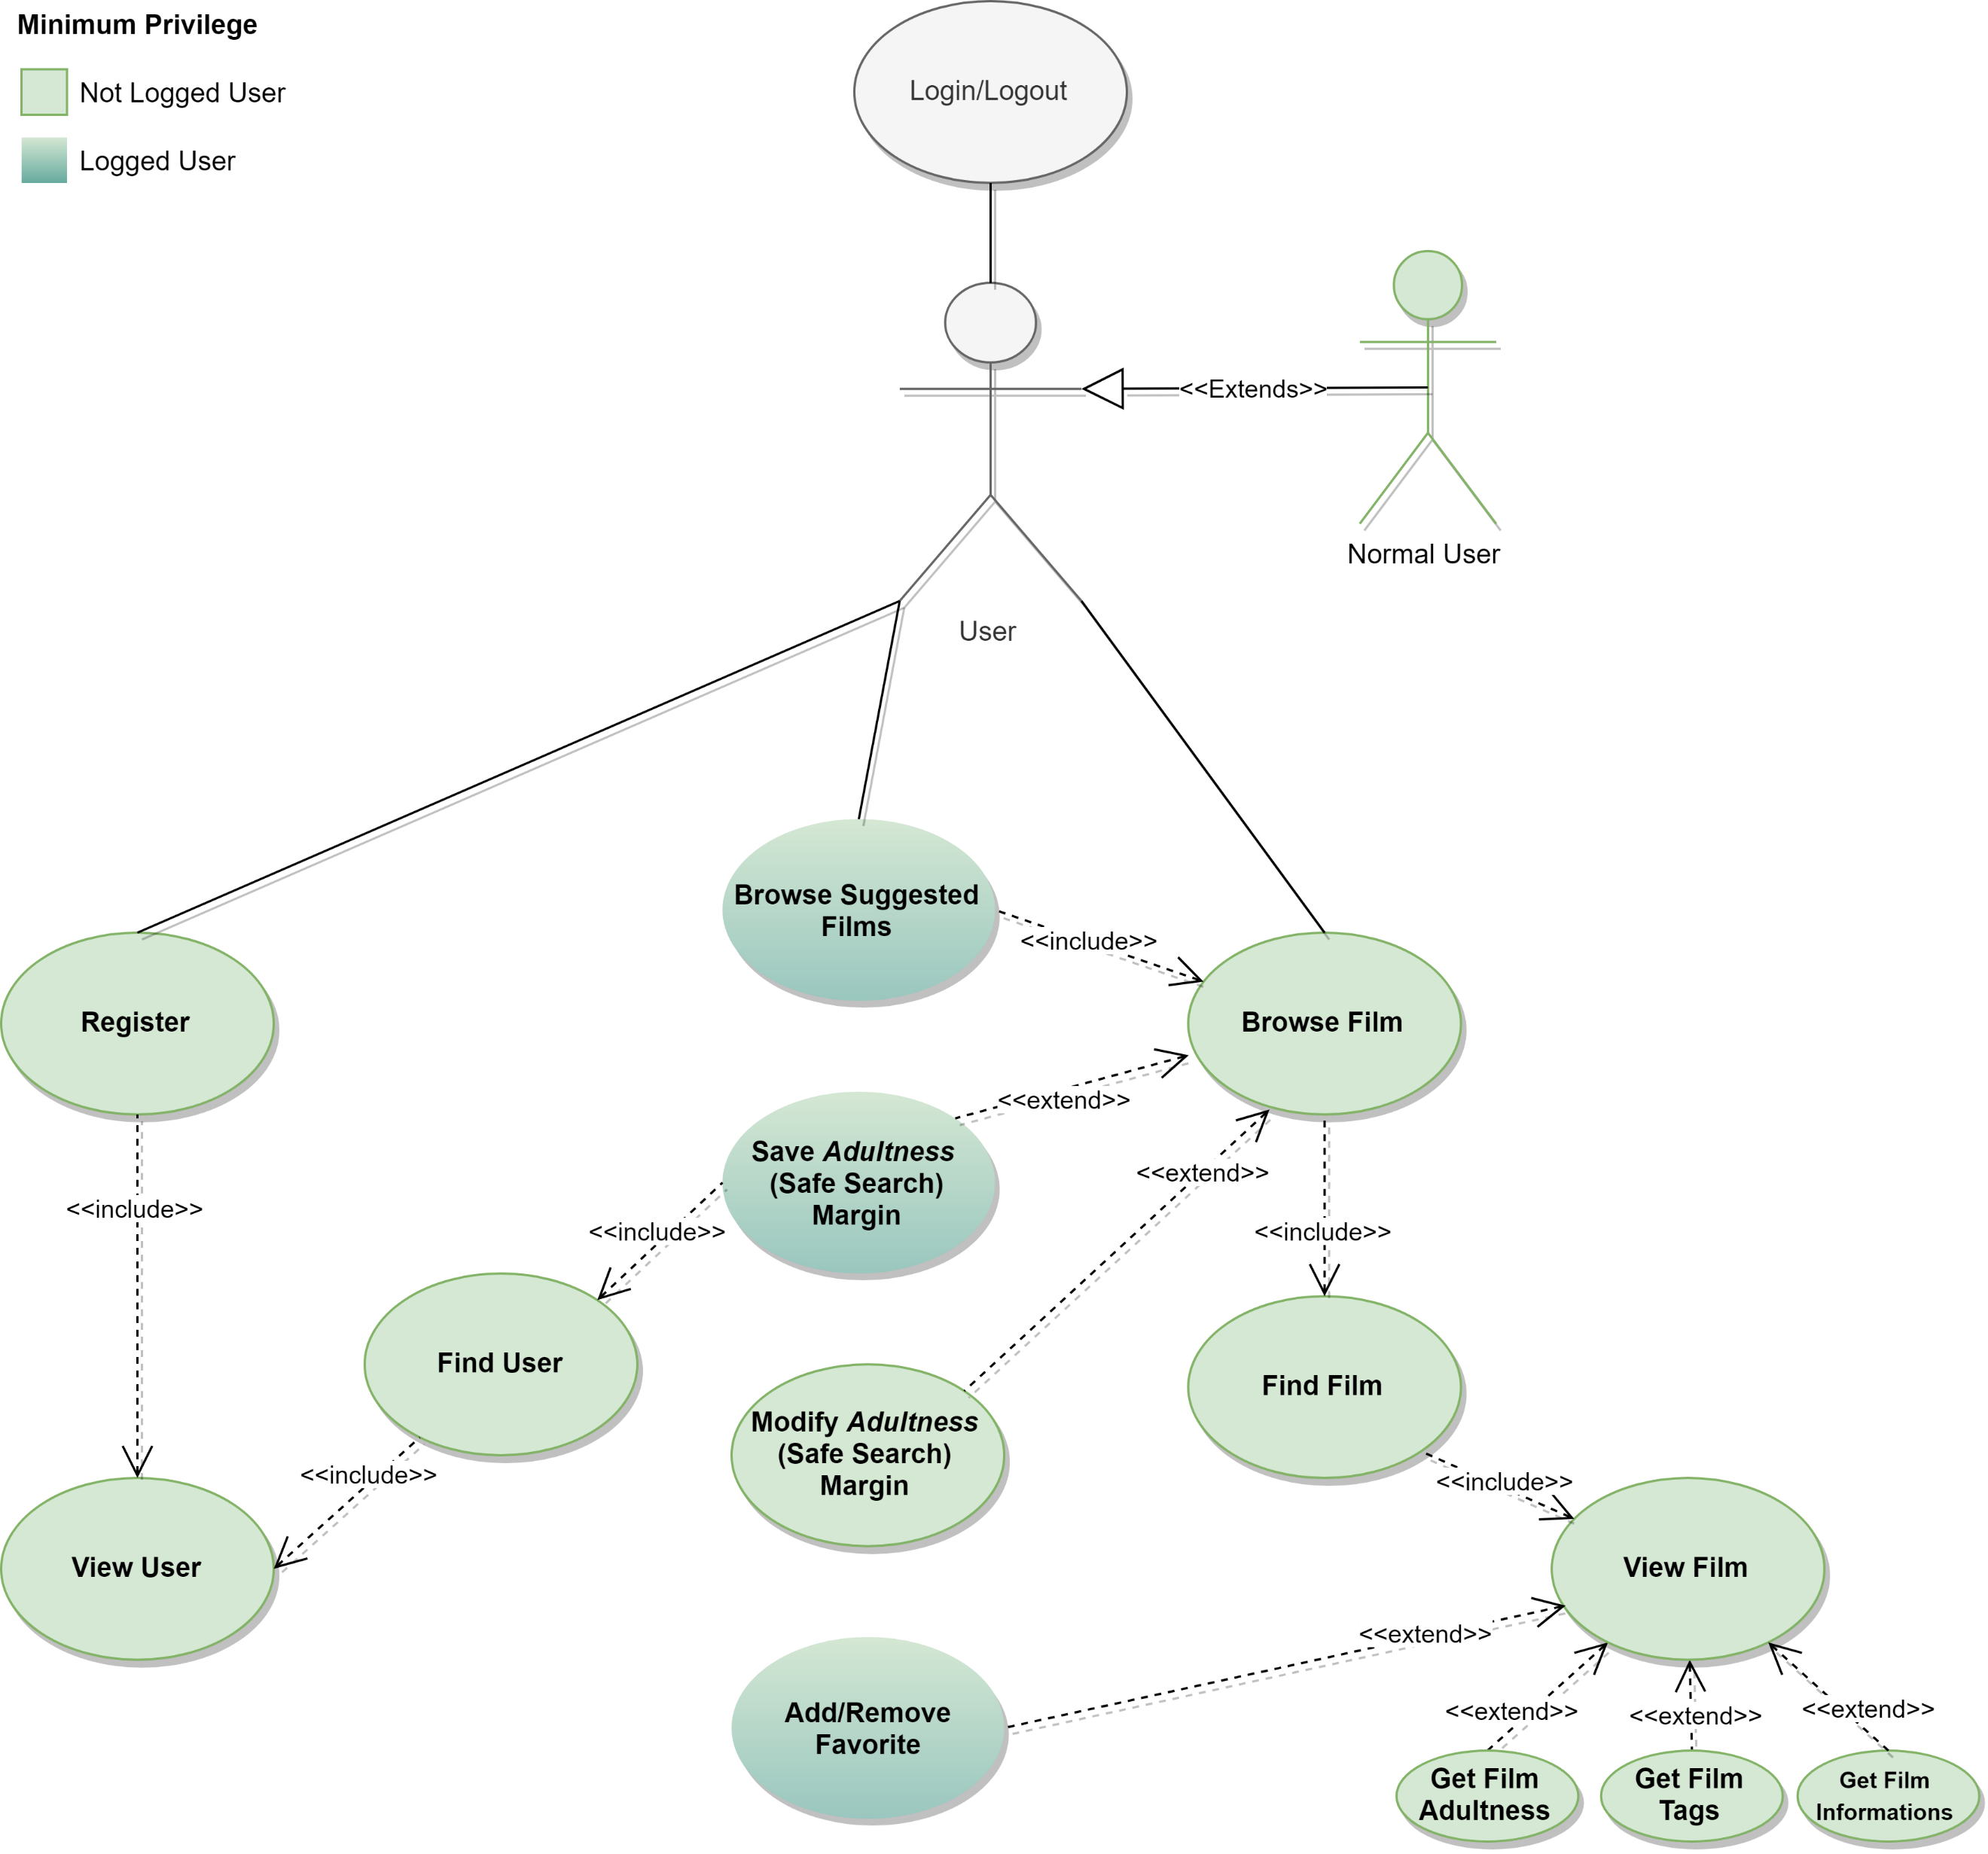 Minimum Privilege
Not Logged User
Logged User
Login/Logout
<<Extends>>
Normal User
User
Browse Suggested
Films
<<include>>
Register
Browse Film
<<extend>>
Save Adultness
(Safe Search)
Margin
<<extend>>
<<include>>
<<include>>
<<include>>
Find User
Find Film
Modify Adultness
(Safe Search)
Margin
<<include>>
<<include>>
View User
View Film
<<extend>>
Add/Remove
Favorite
<<extend>>
<<extend>>
<<extend>>
Get Film
Adultness
Get Film
Tags
Get Film
Informations